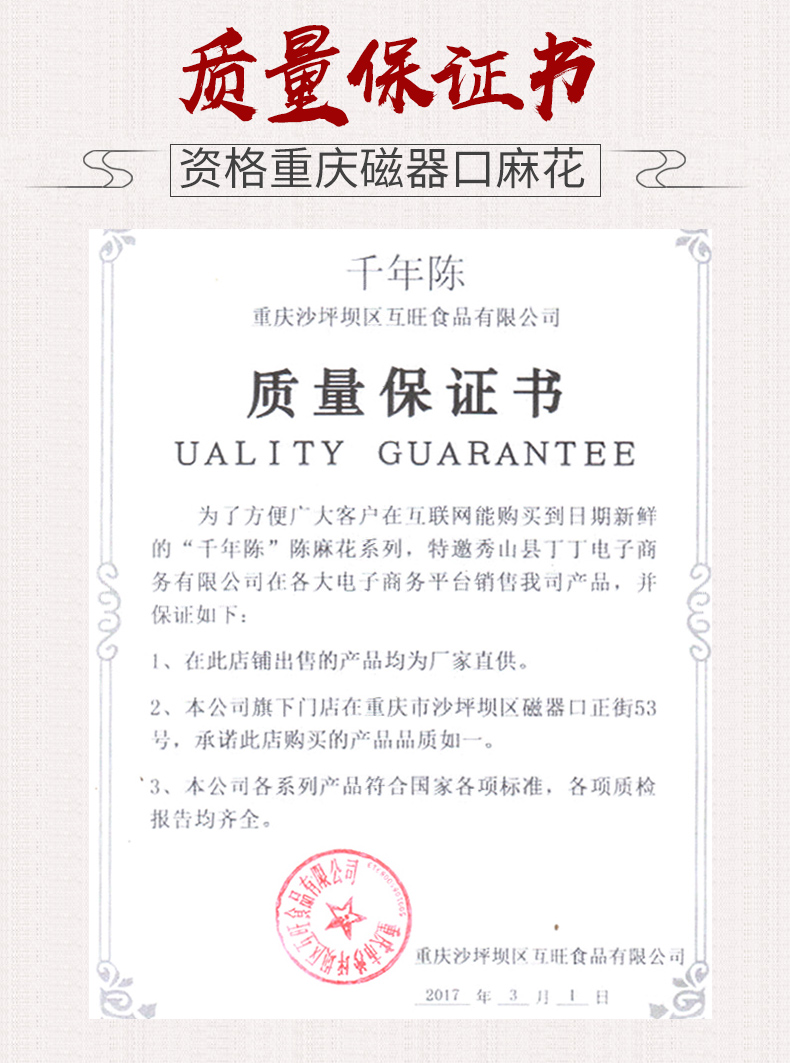 质量保证书
资格重庆磁器口麻花
千年陈
重庆沙坪坝区互旺食品有限公司
质量保证书
UALITY GUARANTEE
为了方便广大客户在互联网能购买到日期新鲜
的“千年陈”陈麻花系列，特邀秀山县丁丁电子商
务有限公司在各大电子商务平台销售我司产品，并
保证如下：
1、在此店铺出售的产品均为厂家直供。
2、本公司旗下门店在重庆市沙坪坝区磁器口正街53
号，承诺此店购买的产品品质如一。
3、本公司各系列产品符合国家各项标准，各项质检
报告均齐全。
重庆市沙坪坝区互旺食品有限公司
重庆沙坪坝区互旺食品有限公司
2017 年 3 月 1 日